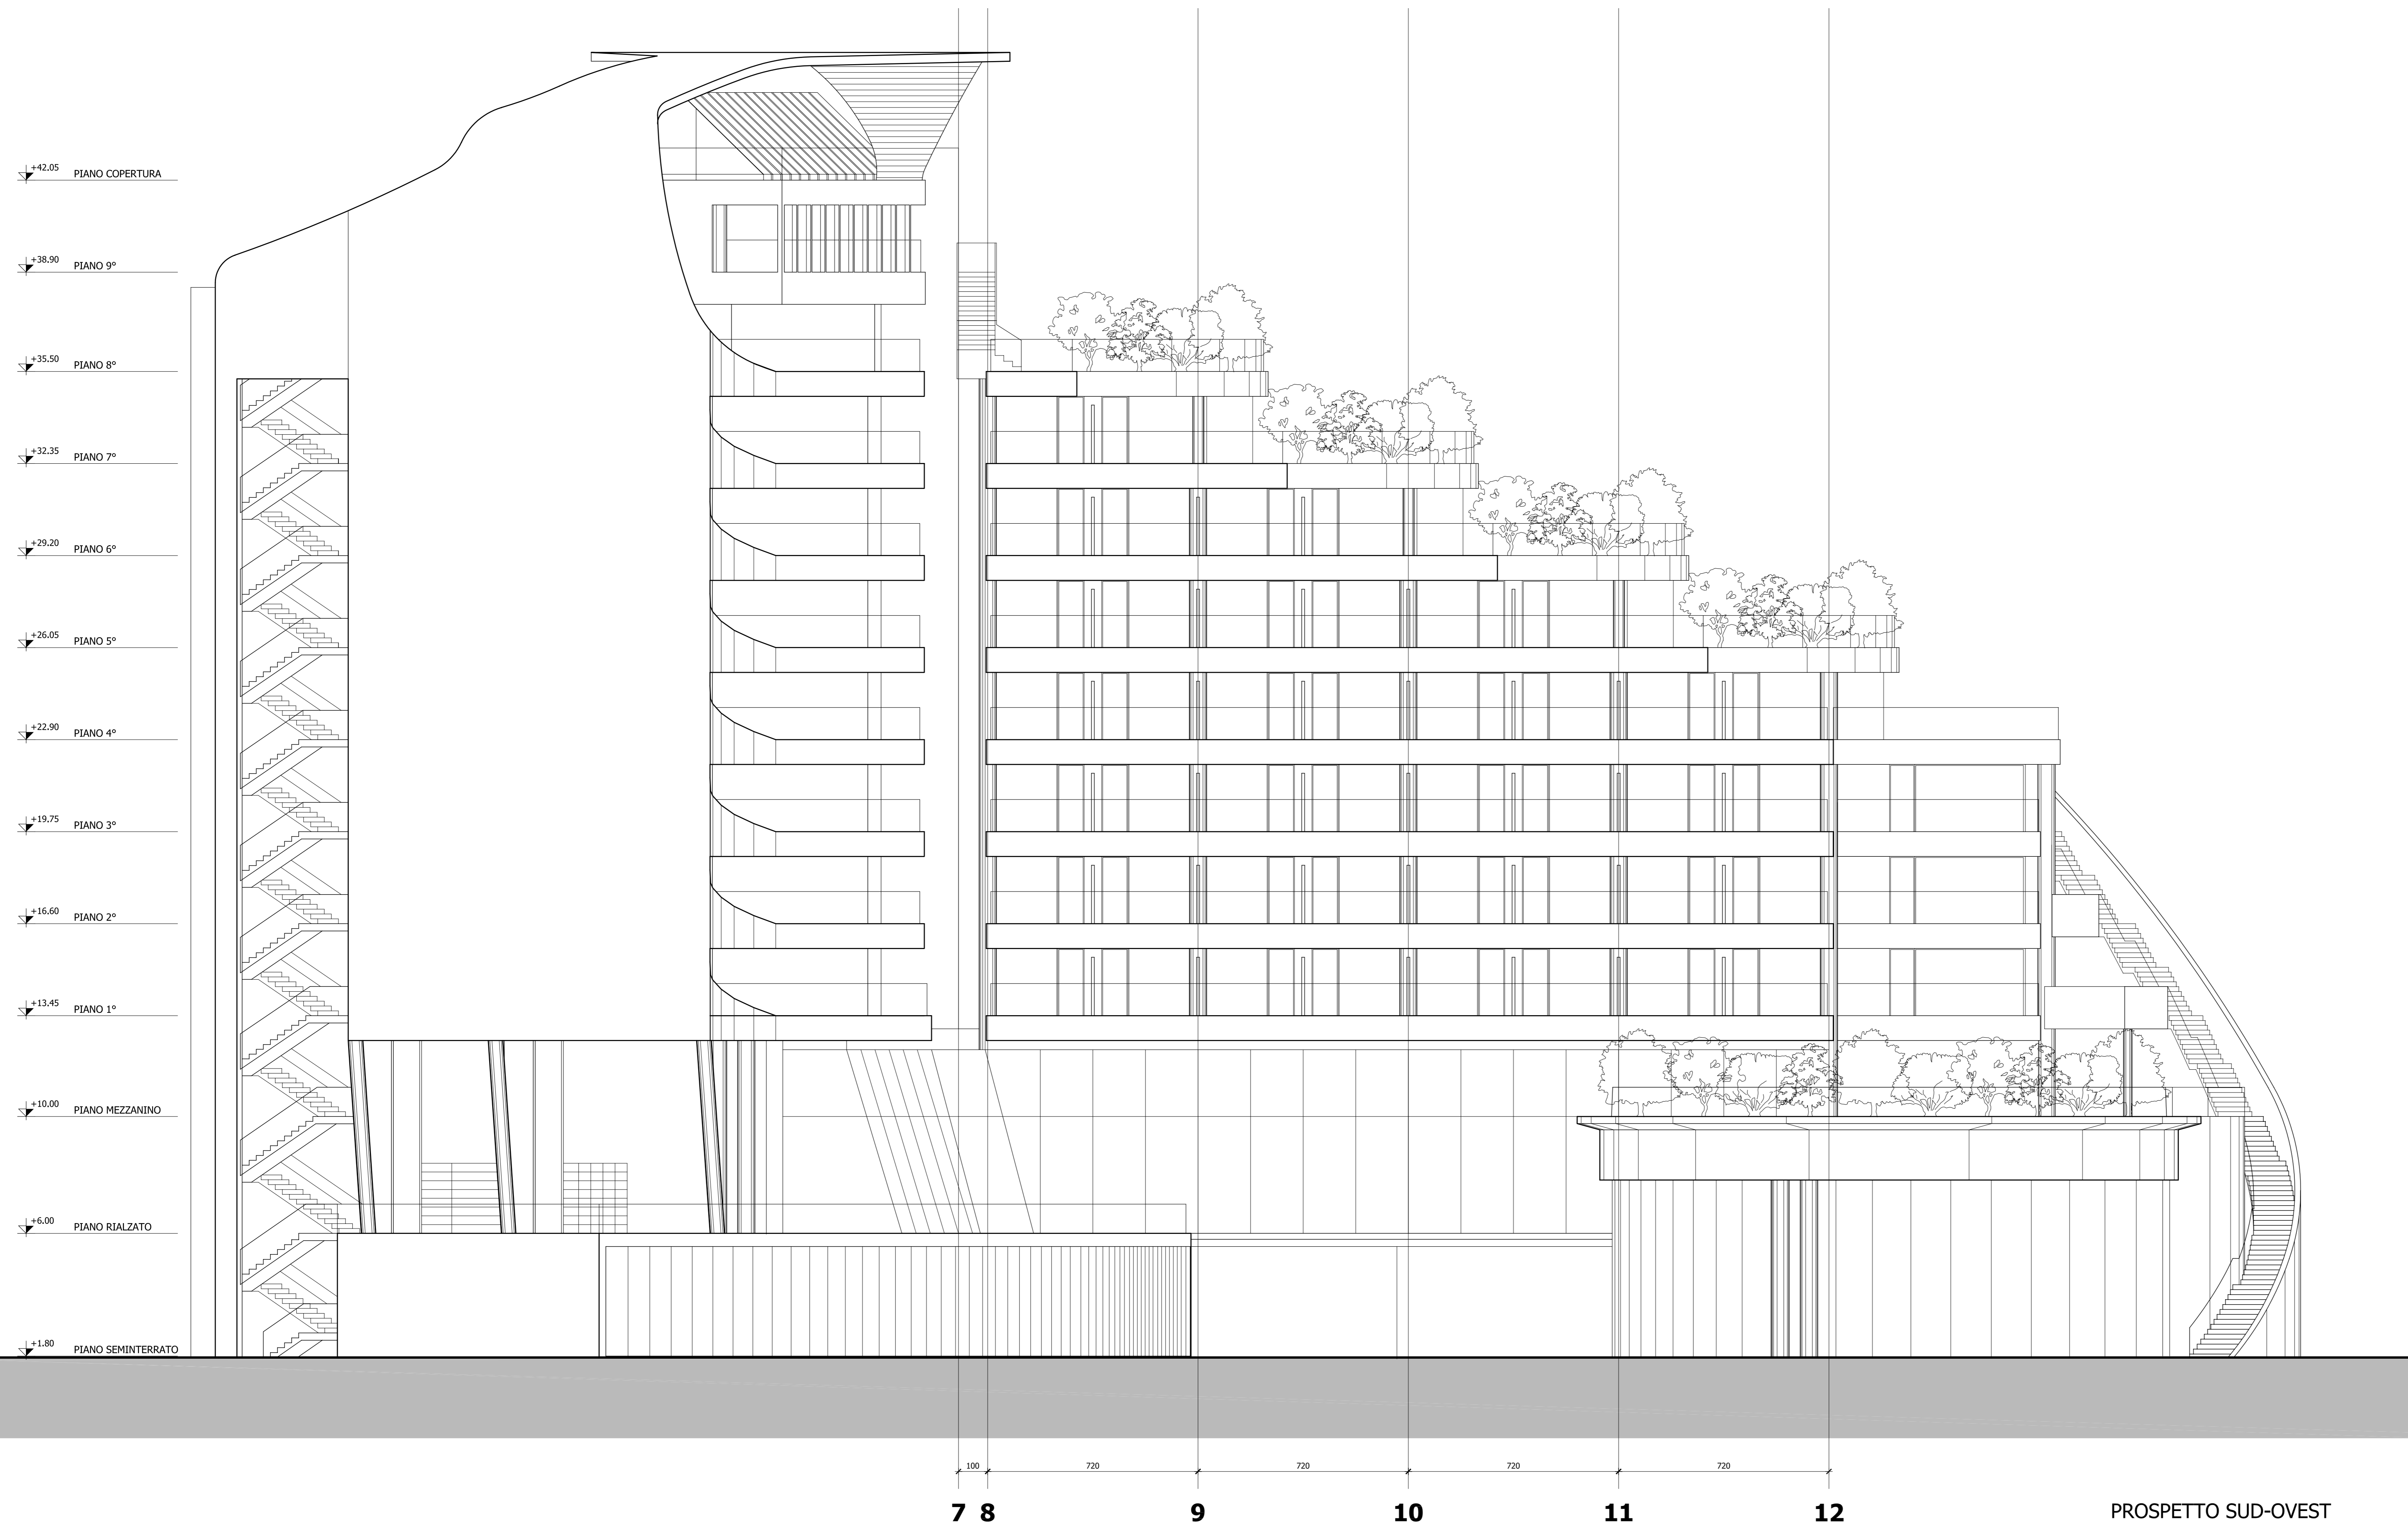 +42.05 PIANO COPERTURA
+38.90 PIANO 9°
+35.50 PIANO 8°
+32.35 PIANO 7°
+29.20 PIANO 6°
+26.05 PIANO 5°
+22.90 PIANO 4°
+19.75 PIANO 3°
+16.60 PIANO 2°
+13.45 PIANO 1°
+10.00 PIANO MEZZANINO
+6.00 PIANO RIALZATO
+1.80 PIANO SEMINTERRATO
100 720 720 720 720
7 8 9 10 11 12
PROSPETTO SUD-OVEST